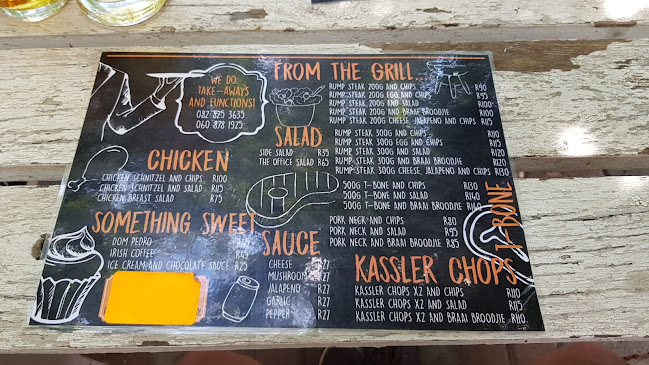 WE DO
TAKE-AWAYS
AND FUNCTIONS!
082 825 3635
060 878 1925
CHICKEN
CHICKEN SCHNITZEL AND CHIPS R100
CHICKEN SCHNITZEL AND SALAD R115
CHICKEN BREAST SALAD R75
SOMETHING SWEET
DOM PEDRO
IRISH COFFEE
ICE CREAM AND CHOCOLATE SAUCE R25
SALAD
SIDE SALAD R35
THE OFFICE SALAD R65
SAUCE
CHEESE R27
MUSHROOM R27
JALAPENO R27
GARLIC R27
PEPPER R27
FROM THE GRILL...
RUMP STEAK 200G AND CHIPS R90
RUMP STEAK 200G EGG AND CHIPS R95
RUMP STEAK 200G AND SALAD R100
RUMP STEAK 200G AND BRAAI BROODJIE R100
RUMP STEAK 200G CHEESE, JALAPENO AND CHIPS R115
RUMP STEAK 300G AND CHIPS R110
RUMP STEAK 300G EGG AND CHIPS R115
RUMP STEAK 300G AND SALAD R120
RUMP STEAK 300G AND BRAAI BROODJIE R120
RUMP STEAK 300G CHEESE, JALAPENO AND CHIPS R130
T-BONE
500G T-BONE AND CHIPS R130
500G T-BONE AND SALAD R140
500G T-BONE AND BRAAI BROODJIE R140
PORK NECK AND CHIPS R80
PORK NECK AND SALAD R95
PORK NECK AND BRAAI BROODJIE R85
KASSLER CHOPS
KASSLER CHOPS X2 AND CHIPS R110
KASSLER CHOPS X2 AND SALAD R115
KASSLER CHOPS X2 AND BRAAI BROODJIE R110